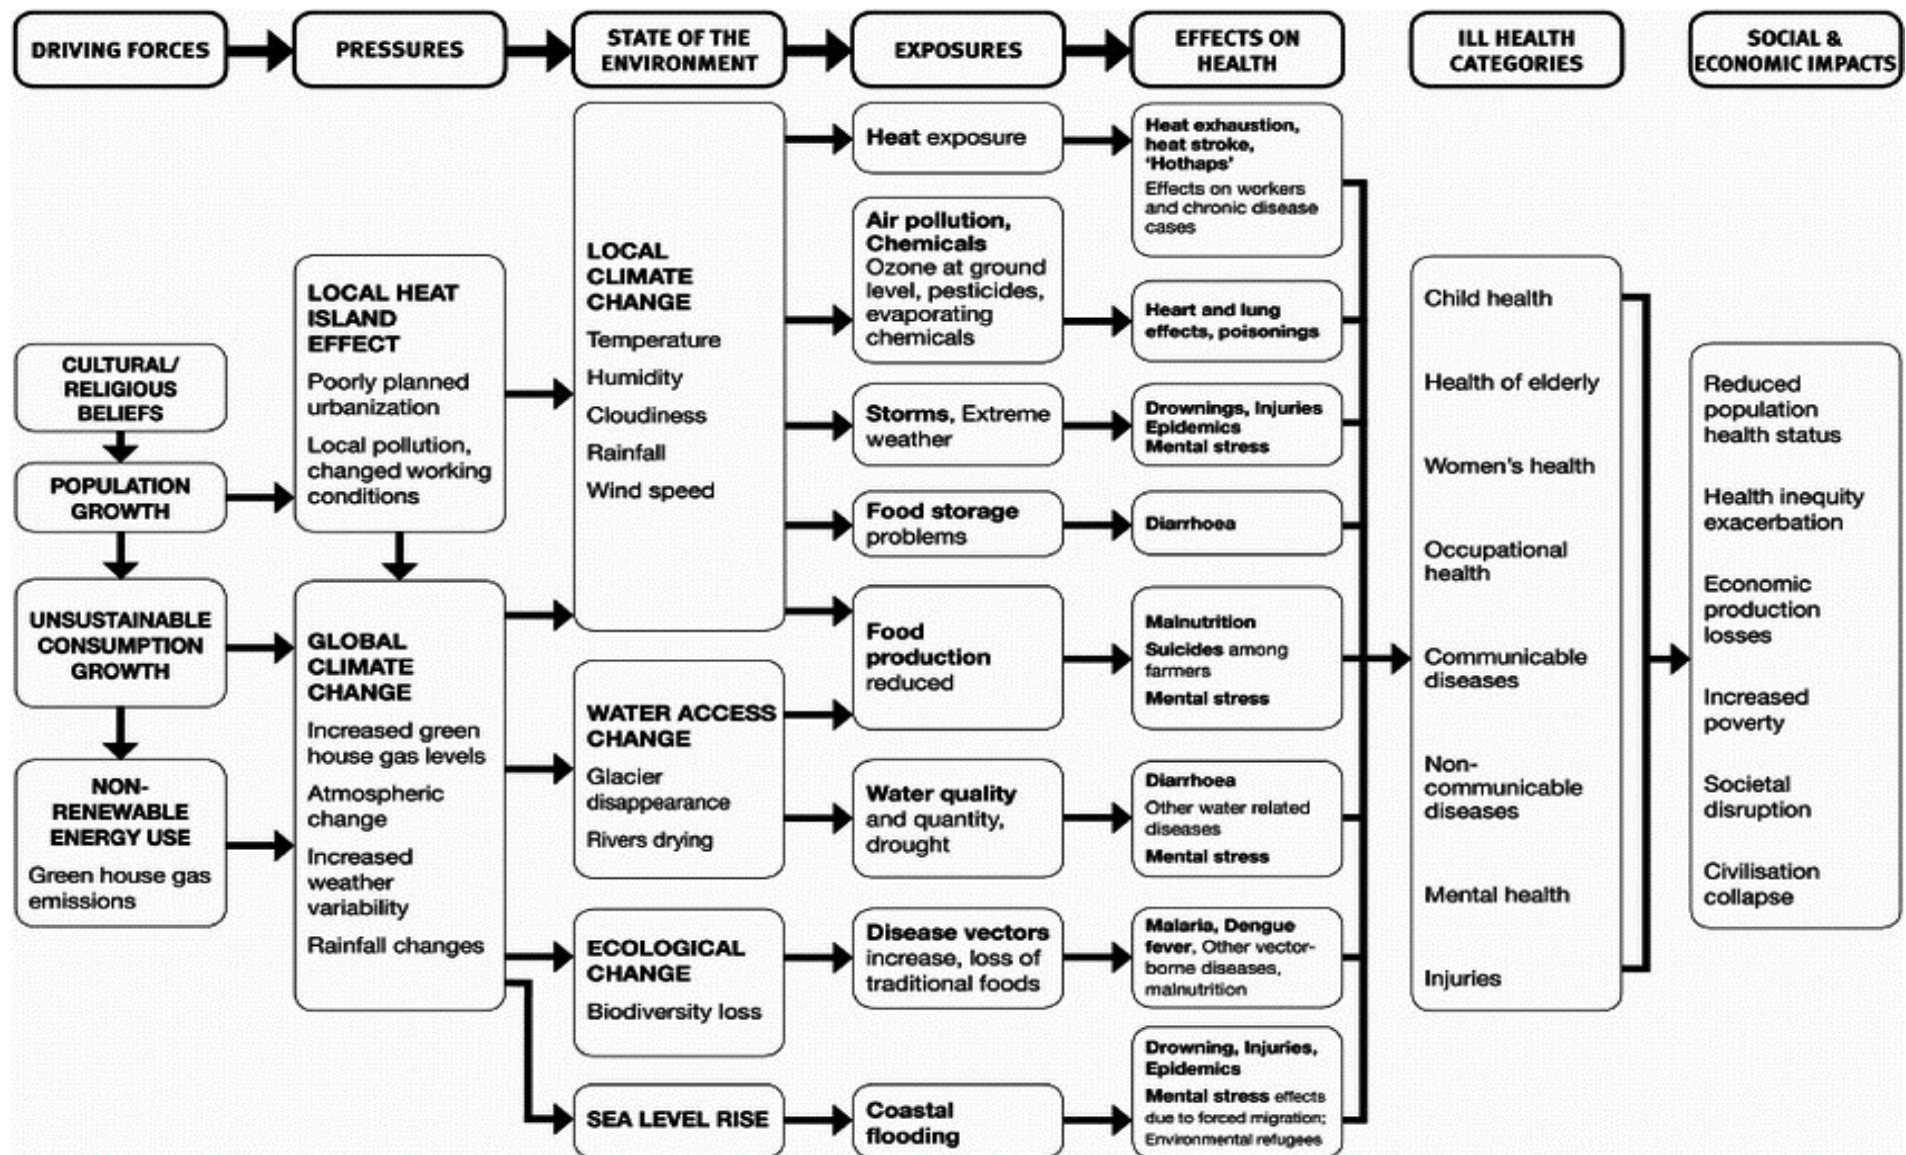 DRIVING FORCES
PRESSURES
STATE OF THE
ENVIRONMENT
EXPOSURES
EFFECTS ON
HEALTH
ILL HEALTH
CATEGORIES
SOCIAL &
ECONOMIC IMPACTS
CULTURAL/
RELIGIOUS
BELIEFS
POPULATION
GROWTH
UNSUSTAINABLE
CONSUMPTION
GROWTH
NON-
RENEWABLE
ENERGY USE
Green house gas
emissions
LOCAL HEAT
ISLAND
EFFECT
Poorly planned
urbanization
Local pollution,
changed working
conditions
GLOBAL
CLIMATE
CHANGE
Increased green
house gas levels
Atmospheric
change
Increased
weather
variability
Rainfall changes
LOCAL
CLIMATE
CHANGE
Temperature
Humidity
Cloudiness
Rainfall
Wind speed
WATER ACCESS
CHANGE
Glacier
disappearance
Rivers drying
ECOLOGICAL
CHANGE
Biodiversity loss
SEA LEVEL RISE
Heat exposure
Air pollution,
Chemicals
Ozone at ground
level, pesticides,
evaporating
chemicals
Storms, Extreme
weather
Food storage
problems
Food
production
reduced
Water quality
and quantity,
drought
Disease vectors
increase, loss of
traditional foods
Coastal
flooding
Heat exhaustion,
heat stroke,
‘Hothaps’
Effects on workers
and chronic disease
cases
Heart and lung
effects, poisonings
Drownings, Injuries
Epidemics
Mental stress
Diarrhoea
Malnutrition
Suicides among
farmers
Mental stress
Diarrhoea
Other water related
diseases
Mental stress
Malaria, Dengue
fever, Other vector-
borne diseases,
malnutrition
Drowning, Injuries,
Epidemics
Mental stress effects
due to forced migration;
Environmental refugees
Child health
Health of elderly
Women’s health
Occupational
health
Communicable
diseases
Non-
communicable
diseases
Mental health
Injuries
Reduced
population
health status
Health inequity
exacerbation
Economic
production
losses
Increased
poverty
Societal
disruption
Civilisation
collapse